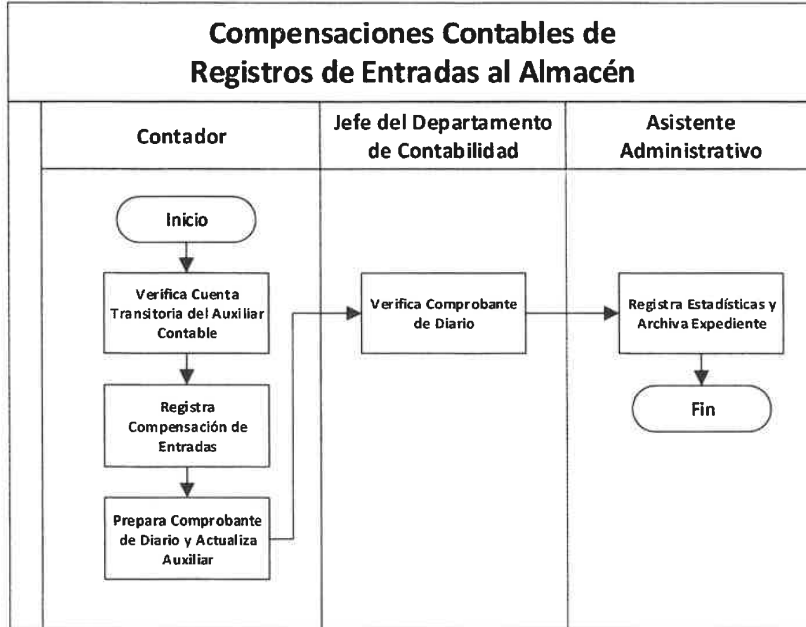 Compensaciones Contables de
Registros de Entradas al Almacén
Contador
Jefe del Departamento
de Contabilidad
Asistente
Administrativo
Inicio
Verifica Cuenta
Transitoria del Auxiliar
Contable
Registra
Compensación de
Entradas
Prepara Comprobante
de Diario y Actualiza
Auxiliar
Verifica Comprobante
de Diario
Registra Estadísticas y
Archiva Expediente
Fin